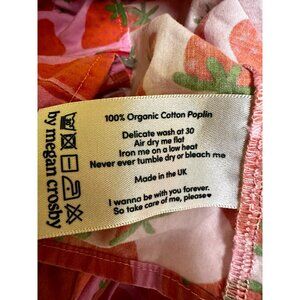 100% Organic Cotton Poplin
Delicate wash at 30
Air dry me flat
Iron me on a low heat
Never ever tumble dry or bleach me
Made in the UK
I wanna be with you forever.
So take care of me, please♥
by megan crosby